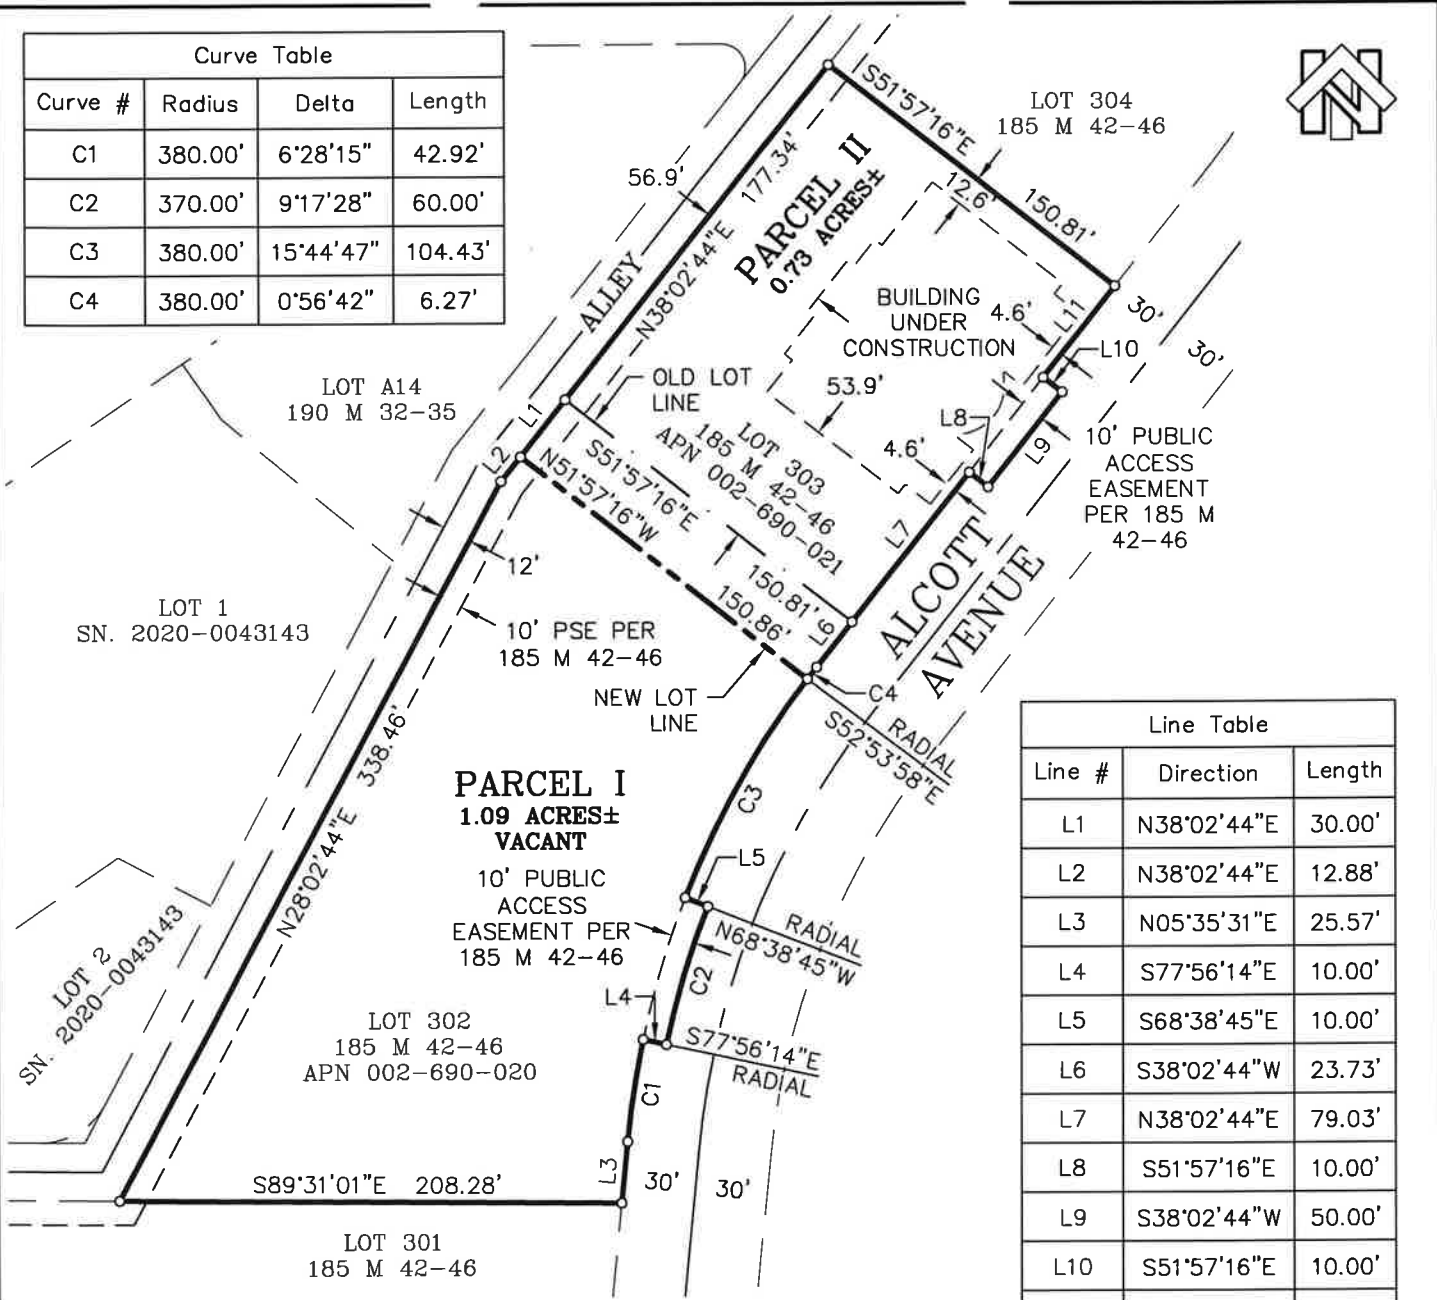 Curve Table
Curve # Radius Delta Length
C1 380.00' 6°28'15" 42.92'
C2 370.00' 9°17'28" 60.00'
C3 380.00' 15°44'47" 104.43'
C4 380.00' 0°56'42" 6.27'
S51°57'16"E
150.81'
LOT 304
185 M 42-46
N
56.9'
N38°02'44"E 177.34'
PARCEL II
0.73 ACRES±
12.6'
ALLEY
BUILDING
UNDER
CONSTRUCTION
4.6'
L11
30'
30'
L10
LOT A14
190 M 32-35
OLD LOT
LINE
53.9'
L1
L2
L8
L9
4.6'
10' PUBLIC
ACCESS
EASEMENT
PER 185 M
42-46
LOT 303
185 M 42-46
APN 002-690-021
S51°57'16"E
150.81'
N51°57'16"W
150.86'
L7
L6
ALCOTT
AVENUE
12'
LOT 1
SN. 2020-0043143
10' PSE PER
185 M 42-46
NEW LOT
LINE
C4
RADIAL
S52°53'58"E
N28°02'44"E 338.46'
PARCEL I
1.09 ACRES±
VACANT
C3
L5
10' PUBLIC
ACCESS
EASEMENT PER
185 M 42-46
RADIAL
N68°38'45"W
C2
L4
S77°56'14"E
RADIAL
LOT 2
SN. 2020-0043143
LOT 302
185 M 42-46
APN 002-690-020
C1
L3
30'
30'
S89°31'01"E 208.28'
LOT 301
185 M 42-46
Line Table
Line # Direction Length
L1 N38°02'44"E 30.00'
L2 N38°02'44"E 12.88'
L3 N05°35'31"E 25.57'
L4 S77°56'14"E 10.00'
L5 S68°38'45"E 10.00'
L6 S38°02'44"W 23.73'
L7 N38°02'44"E 79.03'
L8 S51°57'16"E 10.00'
L9 S38°02'44"W 50.00'
L10 S51°57'16"E 10.00'